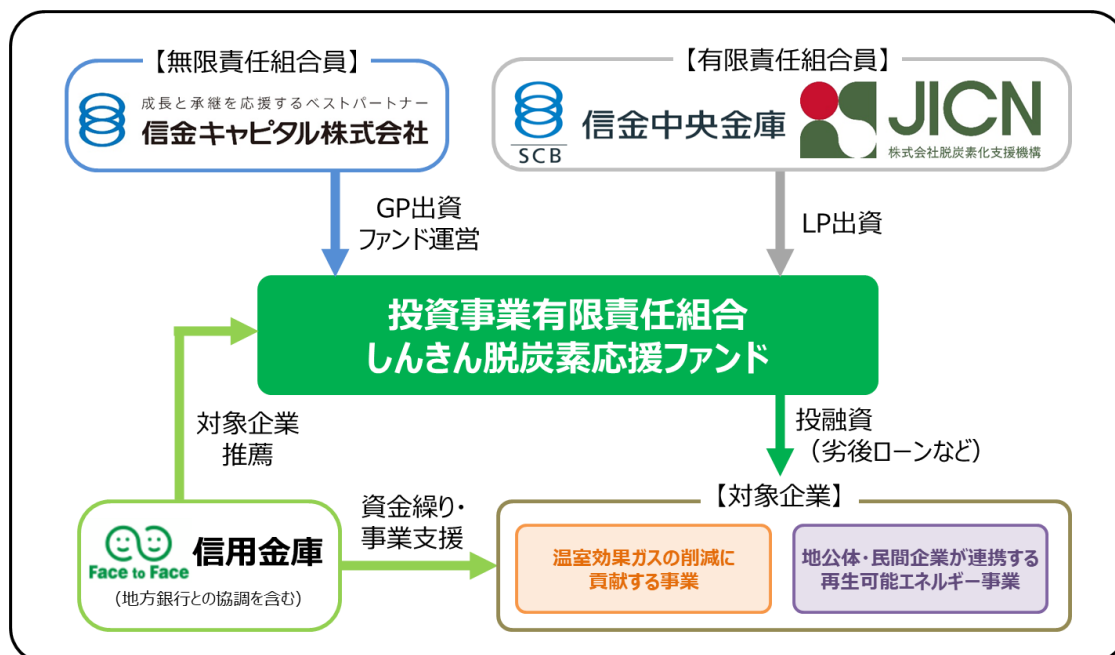 【無限責任組合員】
成長と承継を応援するベストパートナー
信金キャピタル株式会社
【有限責任組合員】
SCB
信金中央金庫
JICN
株式会社脱炭素化支援機構
GP出資
ファンド運営
LP出資
投資事業有限責任組合
しんきん脱炭素応援ファンド
対象企業
推薦
投融資
(劣後ローンなど)
資金繰り・
事業支援
Face to Face
信用金庫
(地方銀行との協調を含む)
【対象企業】
温室効果ガスの削減に
貢献する事業
地公体・民間企業が連携する
再生可能エネルギー事業